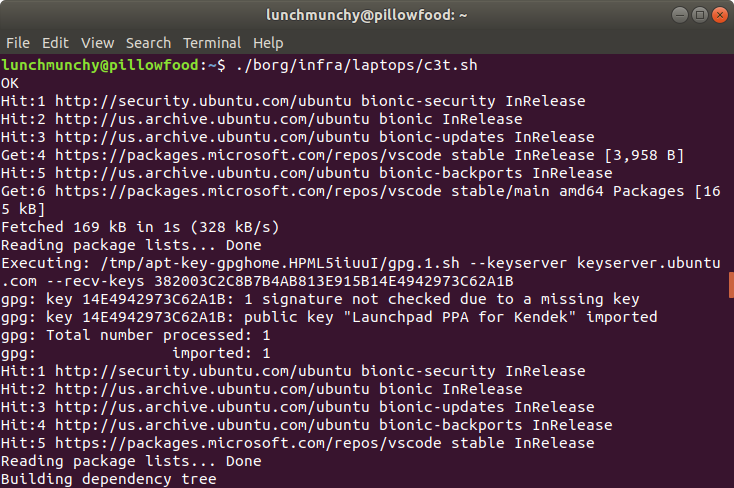 lunchmunchy@pillowfood: ~
File Edit View Search Terminal Help
lunchmunchy@pillowfood:~$ ./borg/infra/laptops/c3t.sh
OK
Hit:1 http://security.ubuntu.com/ubuntu bionic-security InRelease
Hit:2 http://us.archive.ubuntu.com/ubuntu bionic InRelease
Hit:3 http://us.archive.ubuntu.com/ubuntu bionic-updates InRelease
Get:4 https://packages.microsoft.com/repos/vscode stable InRelease [3,958 B]
Hit:5 http://us.archive.ubuntu.com/ubuntu bionic-backports InRelease
Get:6 https://packages.microsoft.com/repos/vscode stable/main amd64 Packages [16
5 kB]
Fetched 169 kB in 1s (328 kB/s)
Reading package lists... Done
Executing: /tmp/apt-key-gpghome.HPML5iiuuI/gpg.1.sh --keyserver keyserver.ubuntu
.com --recv-keys 382003C2C8B7B4AB813E915B14E4942973C62A1B
gpg: key 14E4942973C62A1B: 1 signature not checked due to a missing key
gpg: key 14E4942973C62A1B: public key "Launchpad PPA for Kendek" imported
gpg: Total number processed: 1
gpg:               imported: 1
Hit:1 http://security.ubuntu.com/ubuntu bionic-security InRelease
Hit:2 http://us.archive.ubuntu.com/ubuntu bionic InRelease
Hit:3 http://us.archive.ubuntu.com/ubuntu bionic-updates InRelease
Hit:4 http://us.archive.ubuntu.com/ubuntu bionic-backports InRelease
Hit:5 https://packages.microsoft.com/repos/vscode stable InRelease
Reading package lists... Done
Building dependency tree